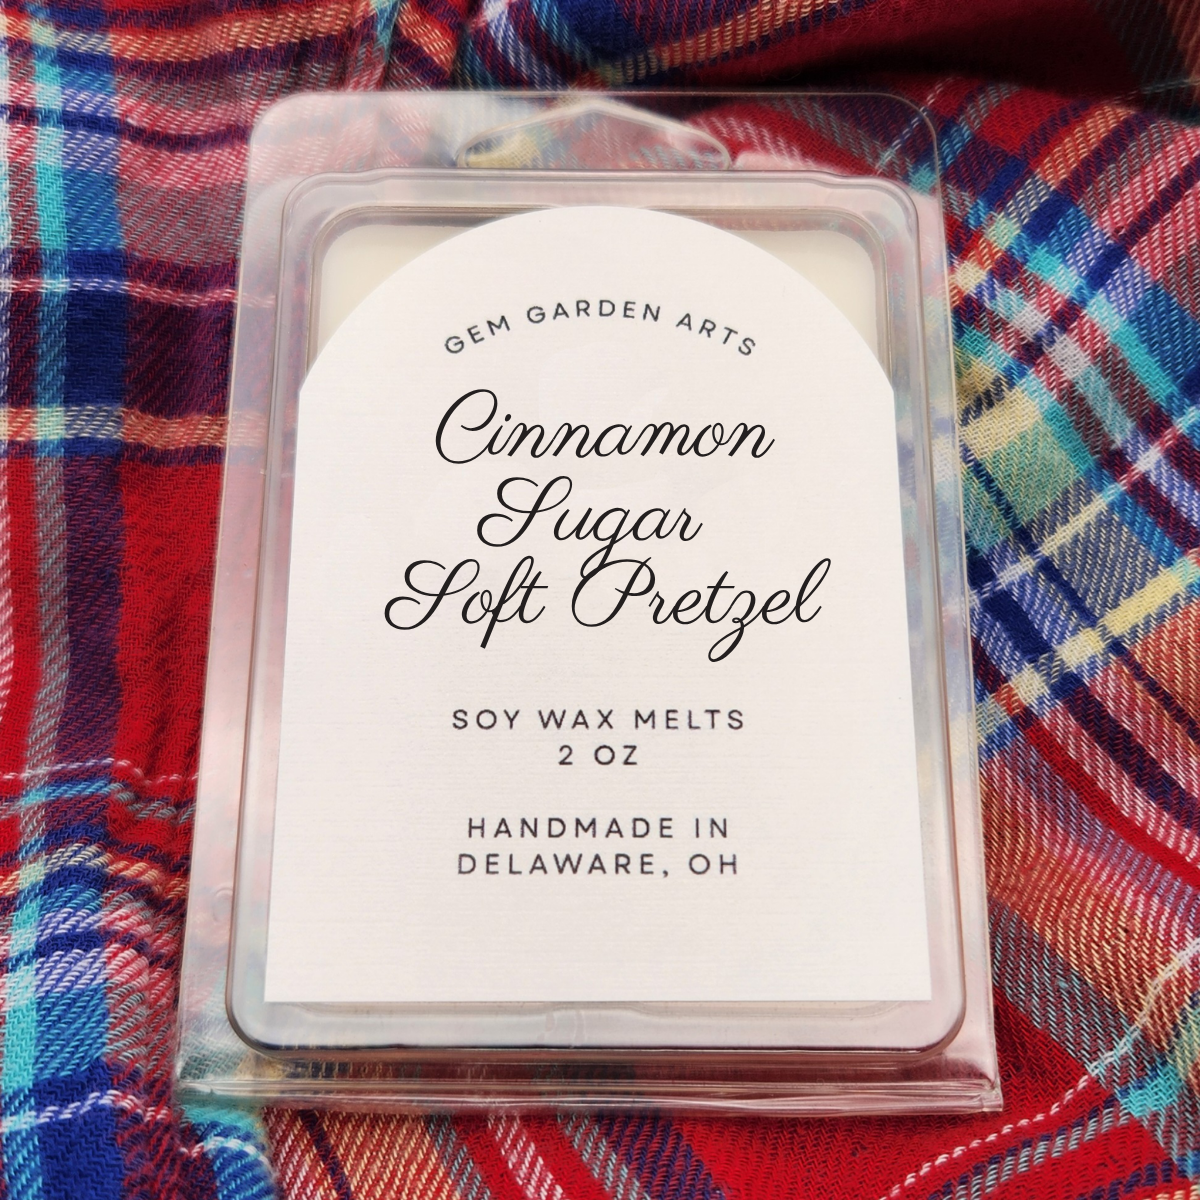 GEM GARDEN ARTS
Cinnamon
Sugar
Soft Pretzel
SOY WAX MELTS
2 OZ
HANDMADE IN
DELAWARE, OH